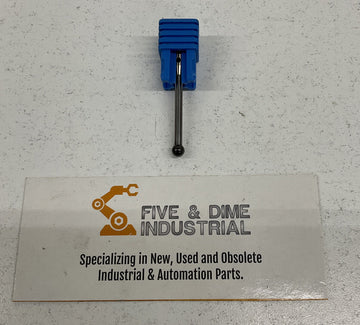 FIVE & DIME
INDUSTRIAL
Specializing in New, Used and Obsolete
Industrial & Automation Parts.